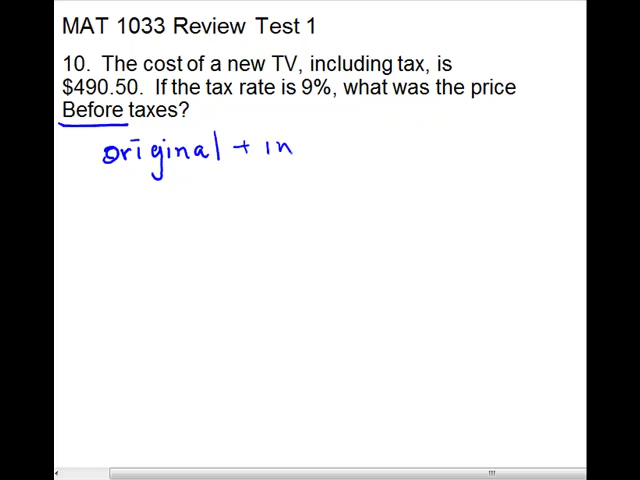 MAT 1033 Review Test 1
10. The cost of a new TV, including tax, is
$490.50. If the tax rate is 9%, what was the price
Before taxes?
original + in